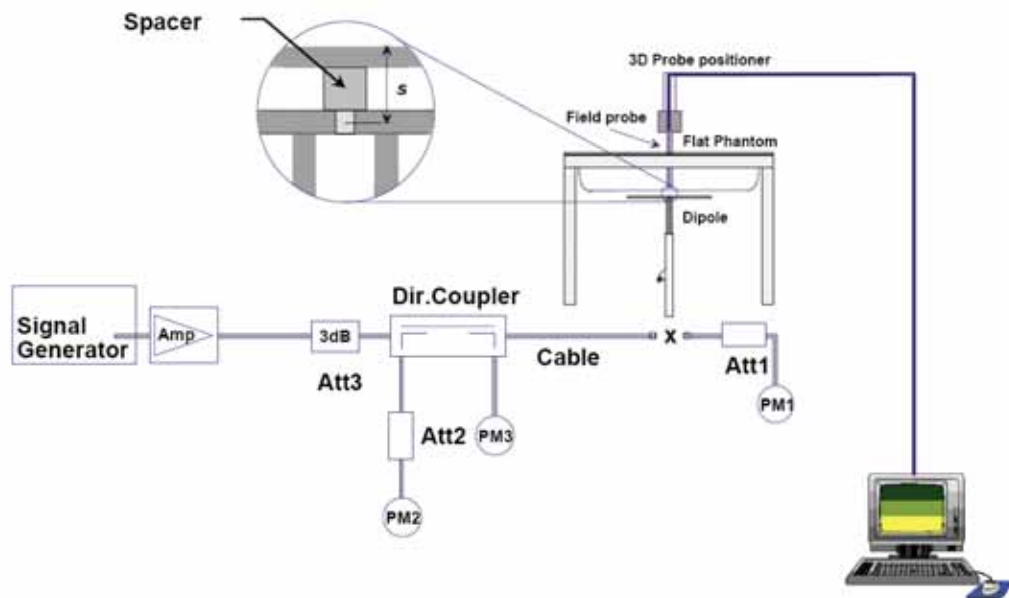 Spacer
s
3D Probe positioner
Field probe
Flat Phantom
Dipole
Dir.Coupler
Signal
Generator
Amp
3dB
Att3
Cable
x
Att1
PM1
Att2
PM3
PM2